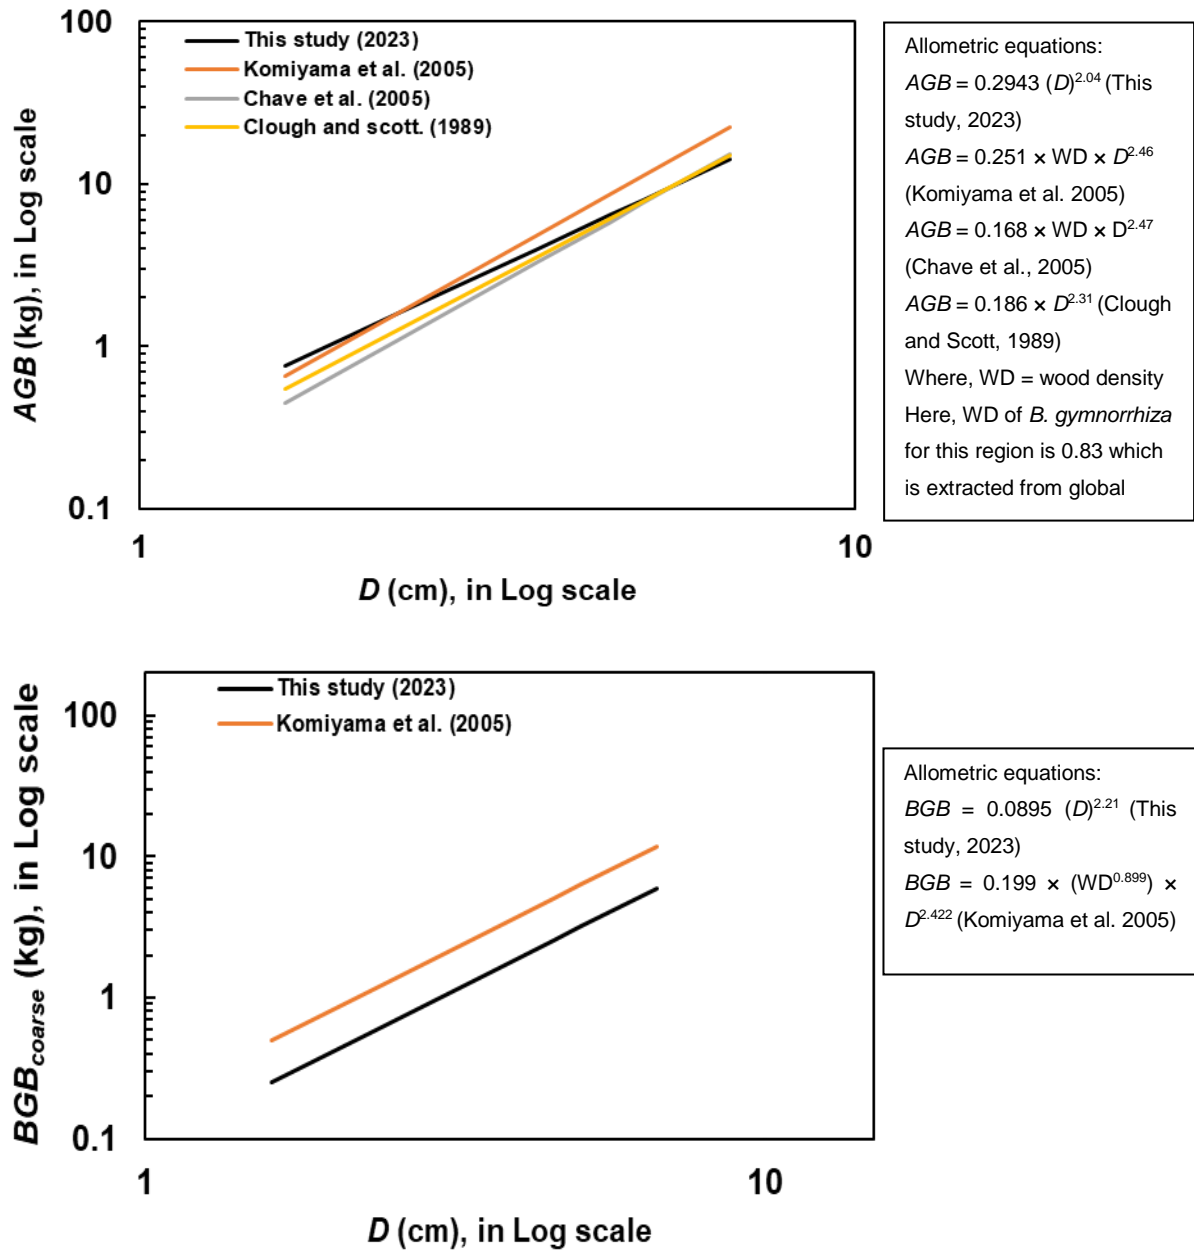 100
10
1
0.1
AGB (kg), in Log scale
This study (2023)
Komiyama et al. (2005)
Chave et al. (2005)
Clough and scott. (1989)
1
10
D (cm), in Log scale
Allometric equations:
AGB = 0.2943 (D)^2.04 (This
study, 2023)
AGB = 0.251 × WD × D^2.46
(Komiyama et al. 2005)
AGB = 0.168 × WD × D^2.47
(Chave et al., 2005)
AGB = 0.186 × D^2.31 (Clough
and Scott, 1989)
Where, WD = wood density
Here, WD of B. gymnorrhiza
for this region is 0.83 which
is extracted from global
100
10
1
0.1
BGBcoarse (kg), in Log scale
This study (2023)
Komiyama et al. (2005)
1
10
D (cm), in Log scale
Allometric equations:
BGB = 0.0895 (D)^2.21 (This
study, 2023)
BGB = 0.199 × (WD^0.899) ×
D^2.422 (Komiyama et al. 2005)